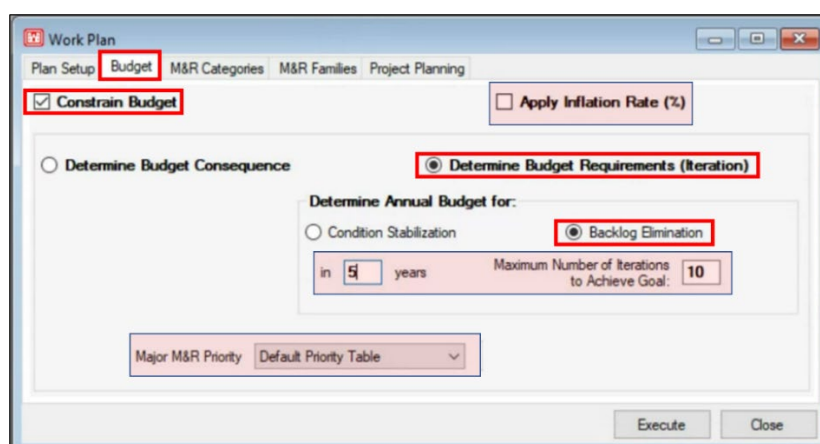 Work Plan
Plan Setup Budget M&R Categories M&R Families Project Planning
Constrain Budget Apply Inflation Rate (%)
Determine Budget Consequence Determine Budget Requirements (Iteration)
Determine Annual Budget for:
Condition Stabilization Backlog Elimination
in 5 years Maximum Number of Iterations
to Achieve Goal: 10
Major M&R Priority Default Priority Table
Execute Close